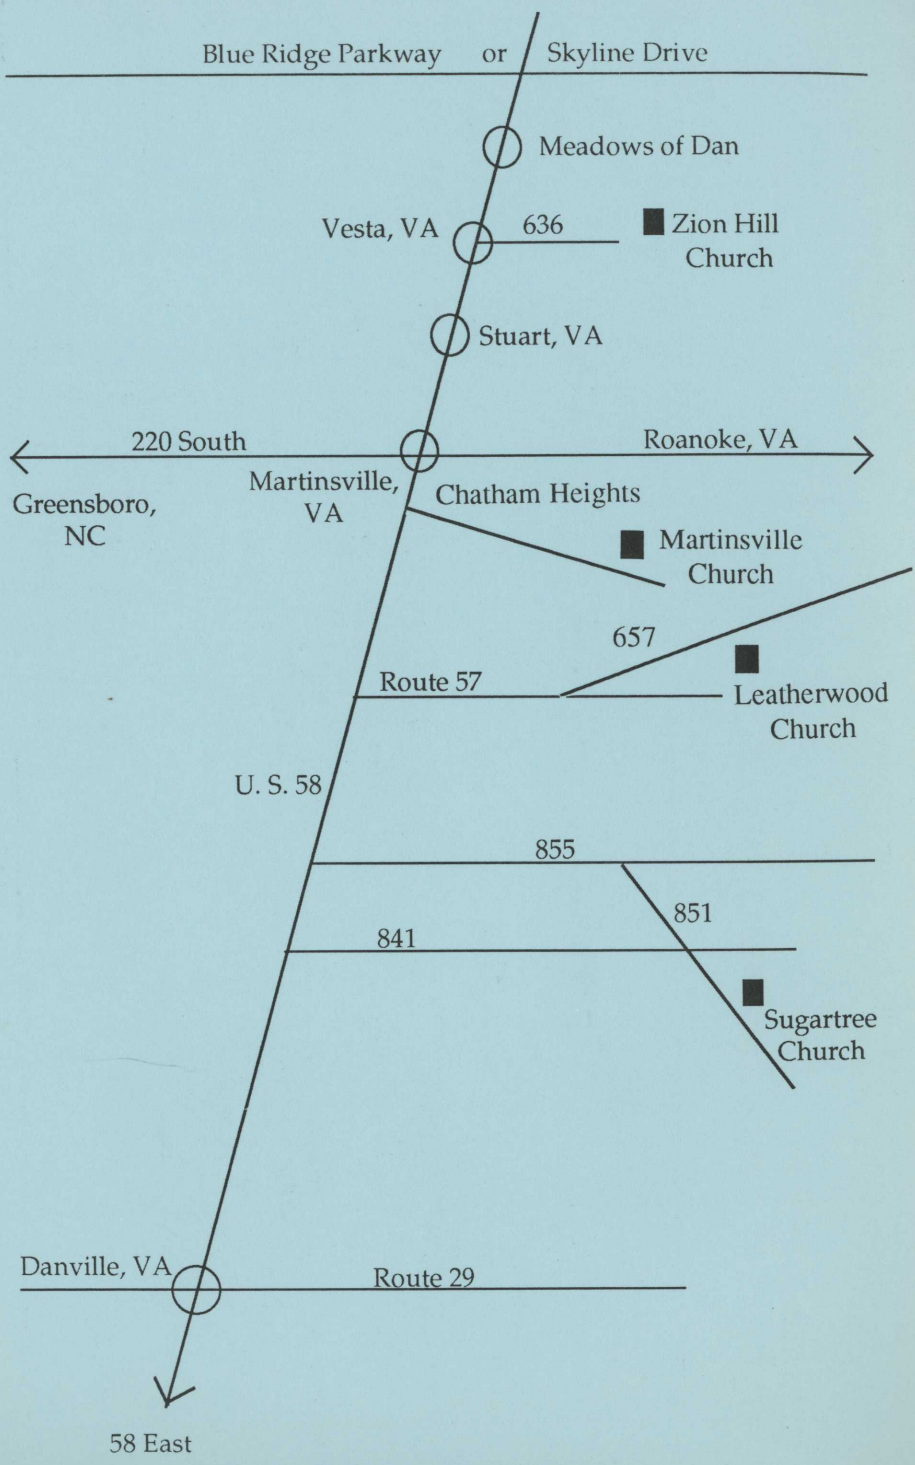 Blue Ridge Parkway or Skyline Drive
Meadows of Dan
Vesta, VA
636
Zion Hill
Church
Stuart, VA
220 South
Roanoke, VA
Greensboro,
NC
Martinsville,
VA
Chatham Heights
Martinsville
Church
657
Route 57
Leatherwood
Church
U. S. 58
855
851
841
Sugartree
Church
Danville, VA
Route 29
58 East